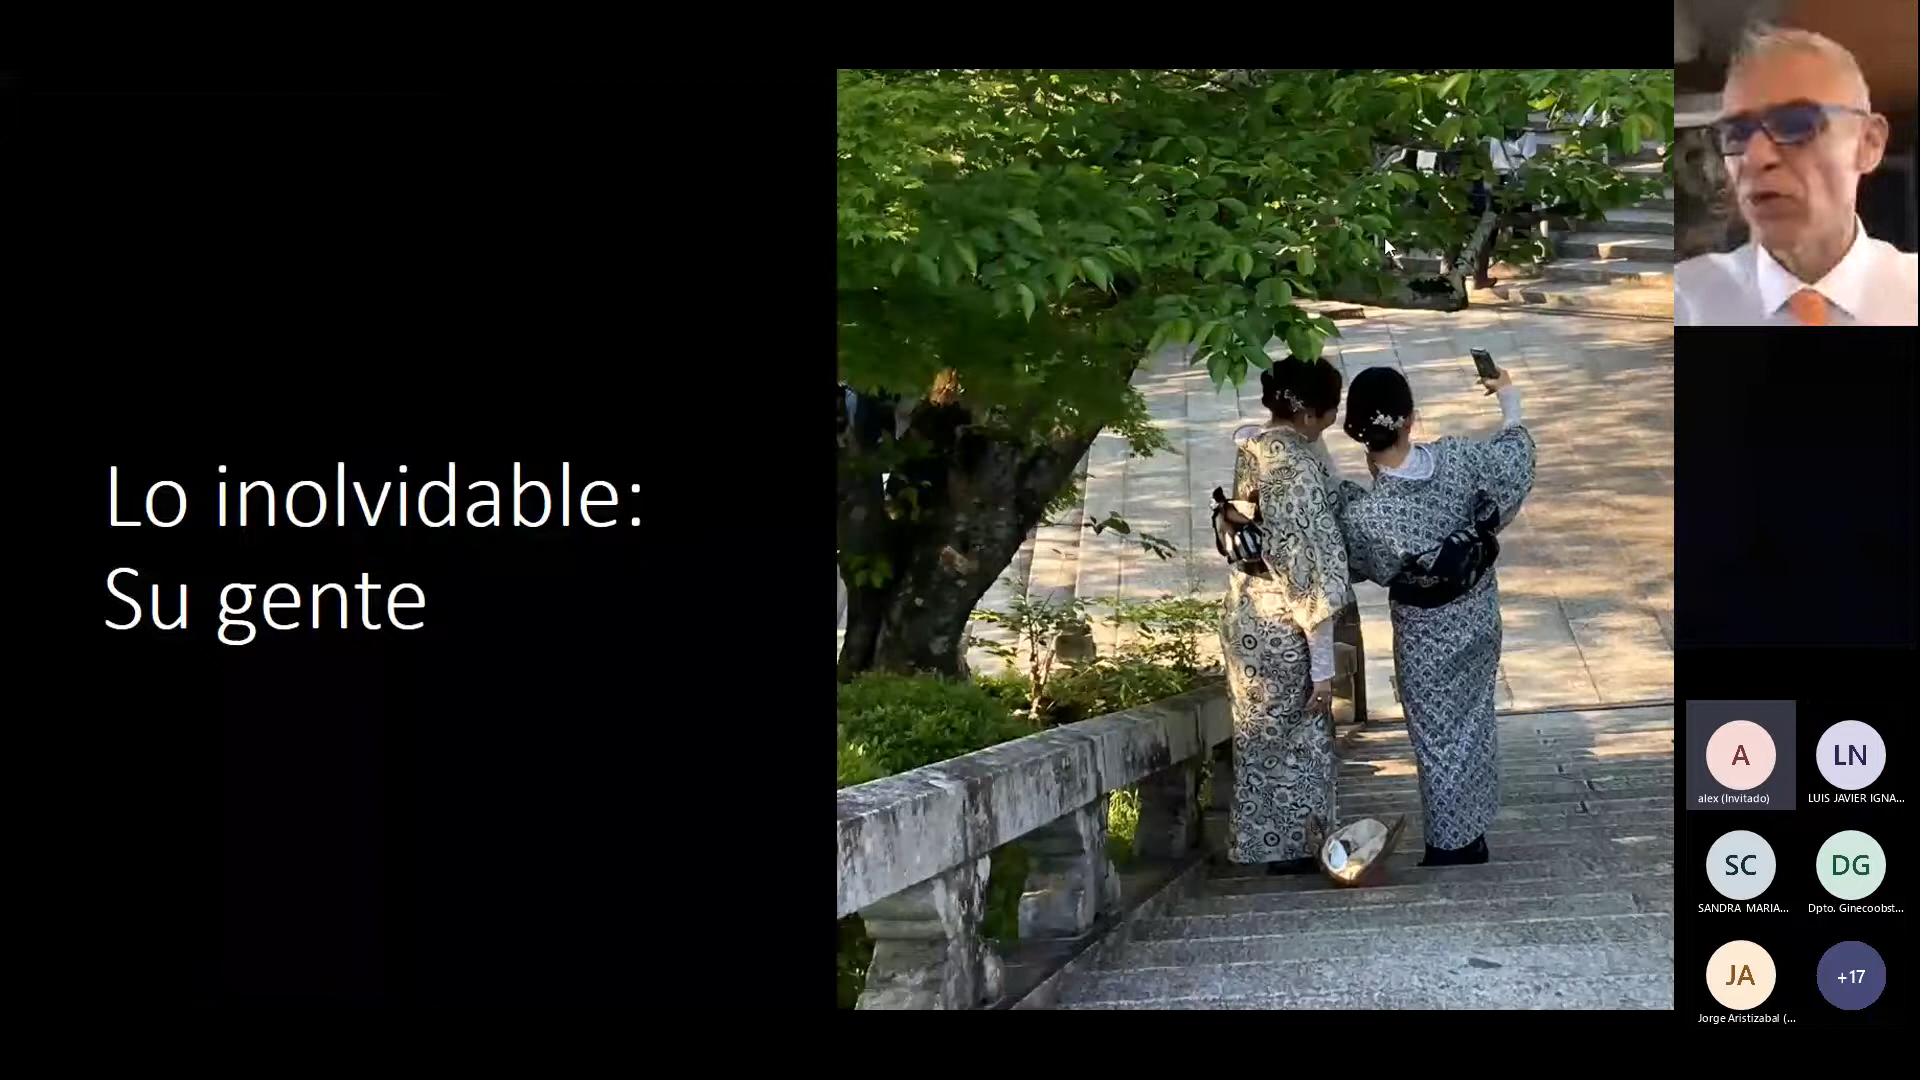 Lo inolvidable:
Su gente
A
alex (Invitado)
LN
LUIS JAVIER IGNA...
SC
SANDRA MARIA...
DG
Dpto. Ginecoobst...
JA
Jorge Aristizabal (...
+17